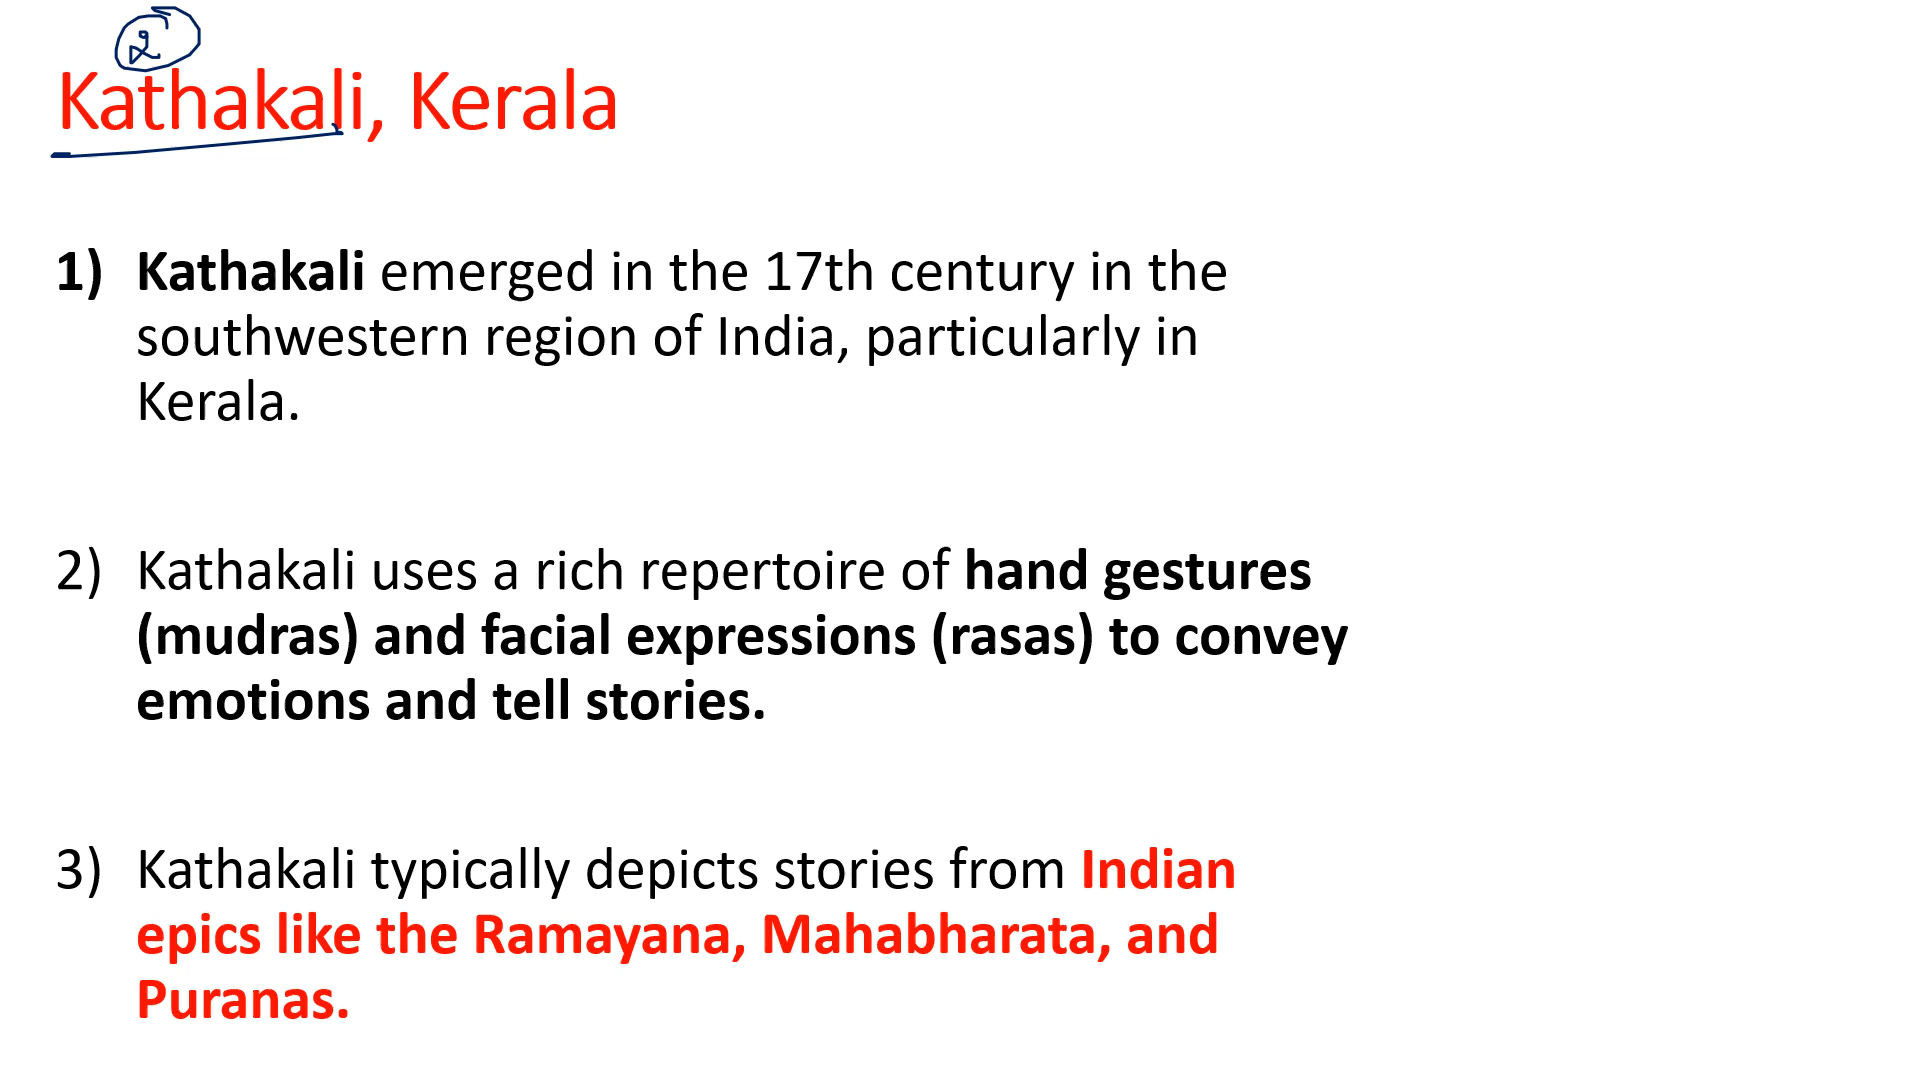 2
Kathakali, Kerala
1) Kathakali emerged in the 17th century in the
southwestern region of India, particularly in
Kerala.
2) Kathakali uses a rich repertoire of hand gestures
(mudras) and facial expressions (rasas) to convey
emotions and tell stories.
3) Kathakali typically depicts stories from Indian
epics like the Ramayana, Mahabharata, and
Puranas.